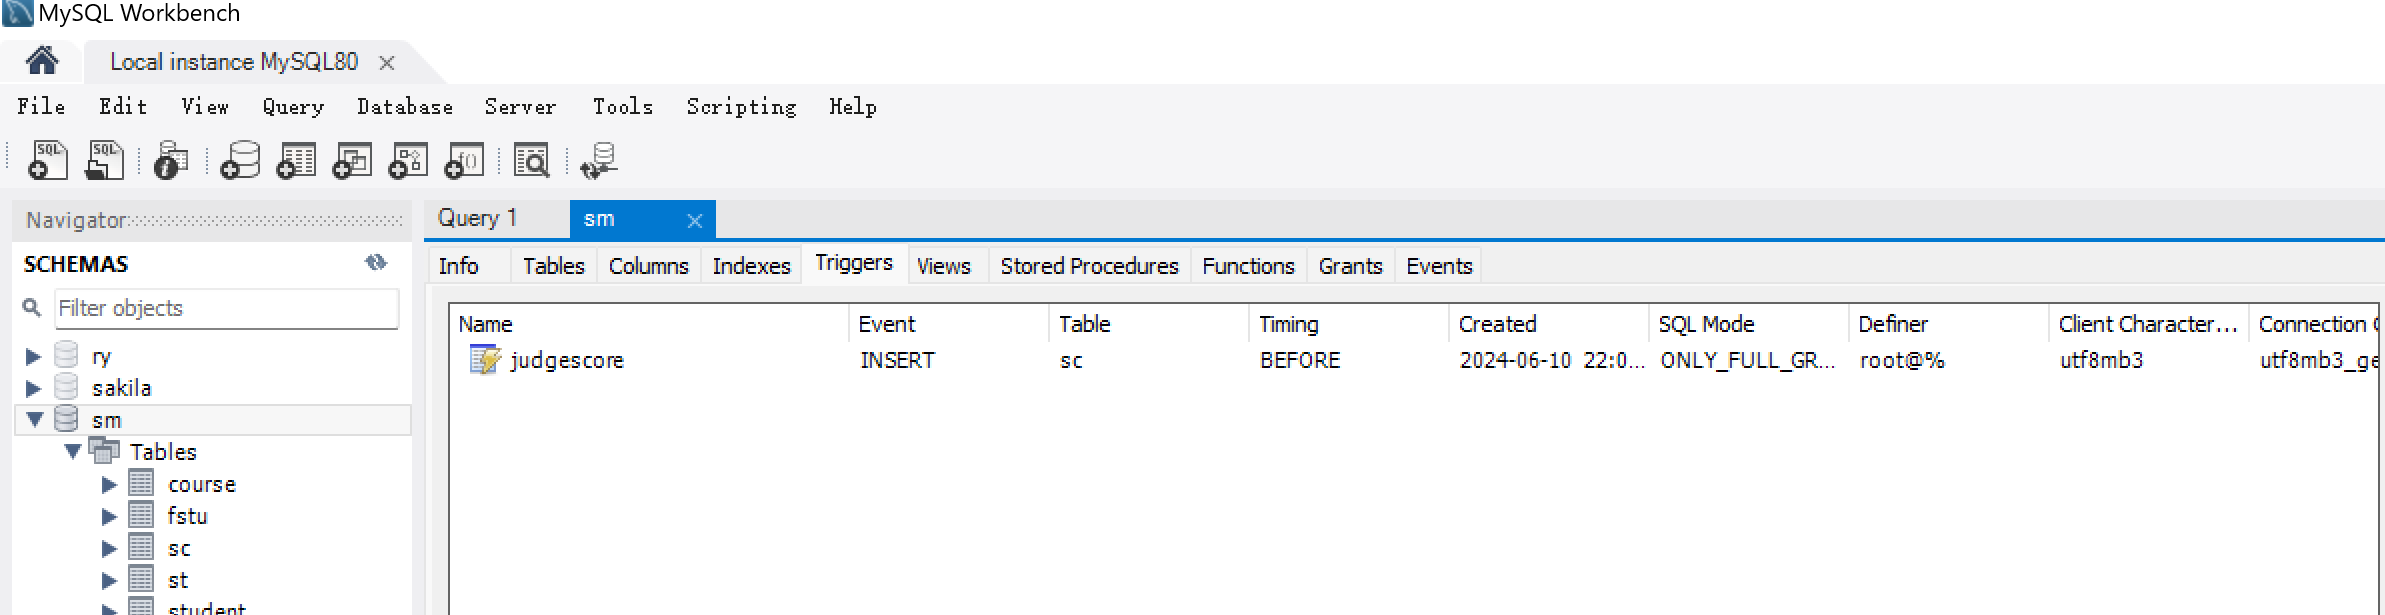 MySQL Workbench
Local instance MySQL80
File Edit View Query Database Server Tools Scripting Help
SQL SQL f()
Navigator
SCHEMAS
Filter objects
ry
sakila
sm
Tables
course
fstu
sc
st
student
Query 1 sm
Info Tables Columns Indexes Triggers Views Stored Procedures Functions Grants Events
Name Event Table Timing Created SQL Mode Definer Client Character... Connection C
judgescore INSERT sc BEFORE 2024-06-10 22:0... ONLY_FULL_GR... root@% utf8mb3 utf8mb3_ge